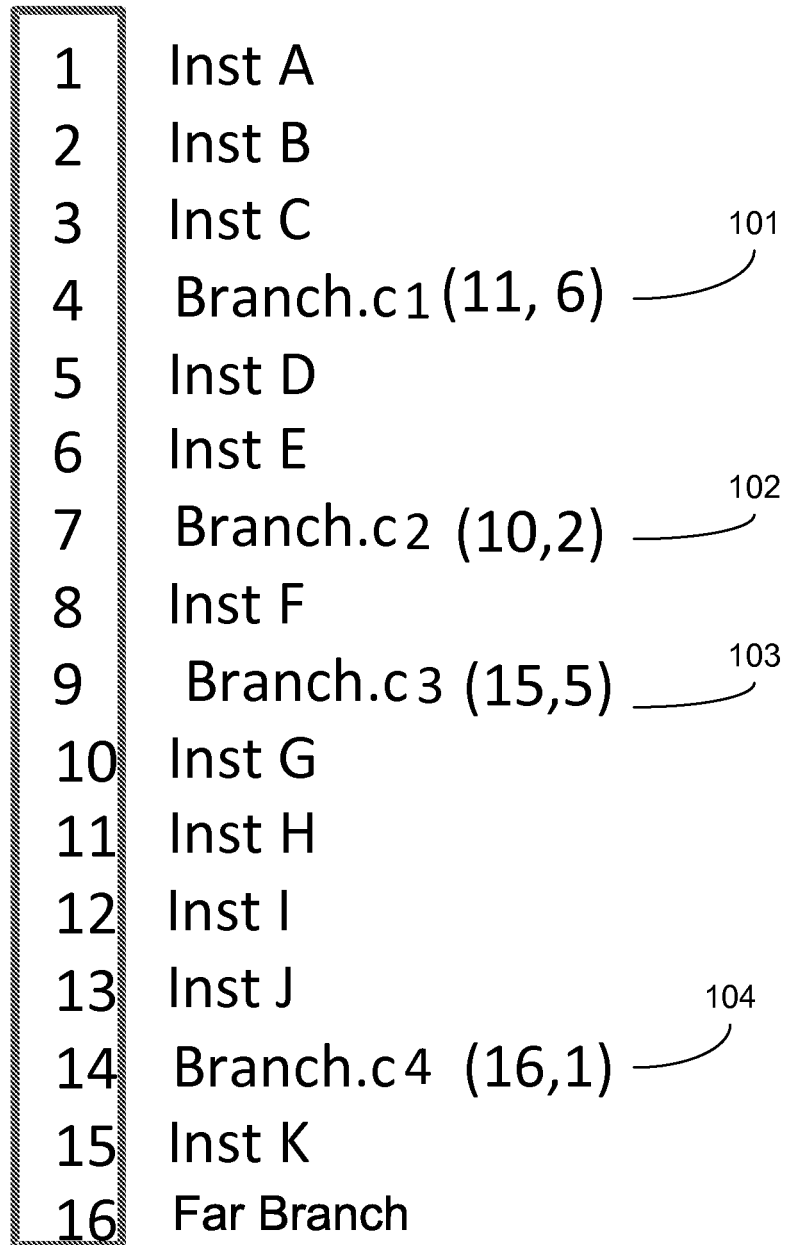 1 Inst A
2 Inst B
3 Inst C
101
4 Branch.c1 (11, 6)
5 Inst D
6 Inst E
102
7 Branch.c2 (10,2)
8 Inst F
103
9 Branch.c3 (15,5)
10 Inst G
11 Inst H
12 Inst I
13 Inst J
104
14 Branch.c4 (16,1)
15 Inst K
16 Far Branch